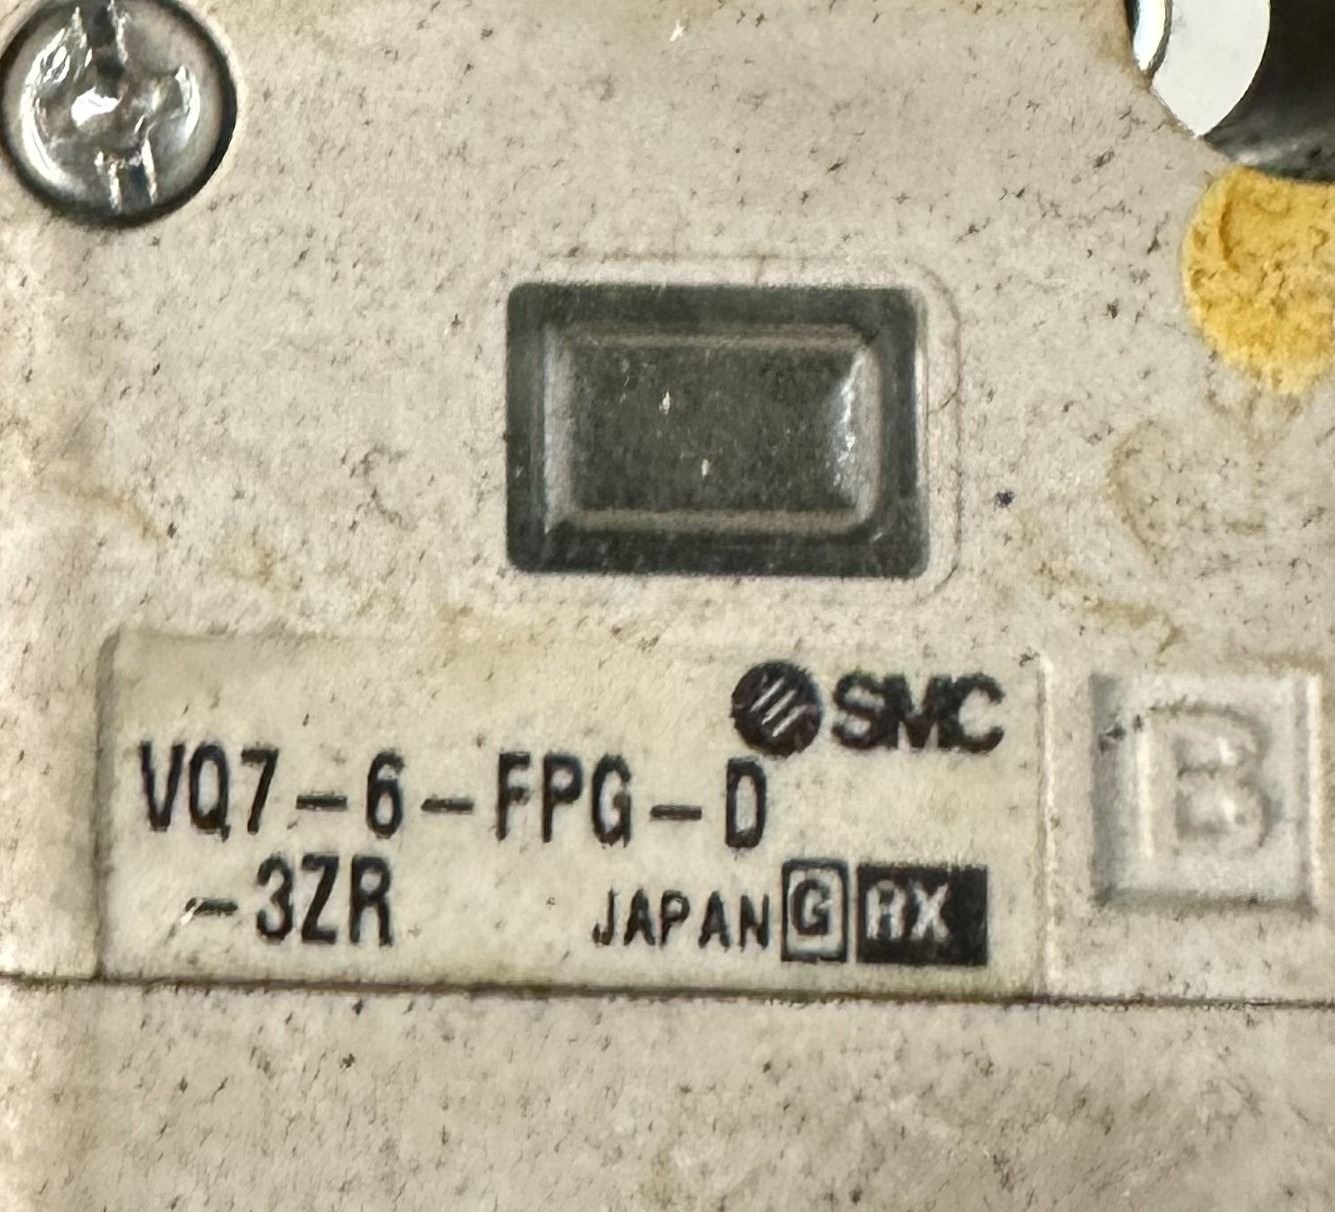 SMC
VQ7-6-FPG-D
-3ZR JAPAN G RX
B